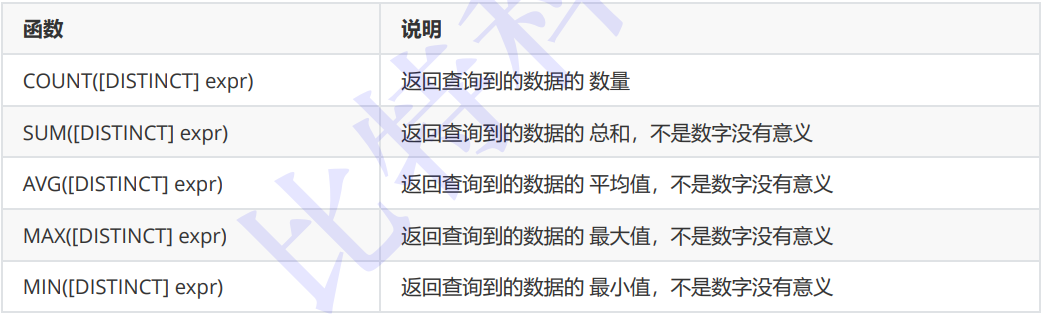 函数 说明
COUNT([DISTINCT] expr) 返回查询到的数据的 数量
SUM([DISTINCT] expr) 返回查询到的数据的 总和，不是数字没有意义
AVG([DISTINCT] expr) 返回查询到的数据的 平均值，不是数字没有意义
MAX([DISTINCT] expr) 返回查询到的数据的 最大值，不是数字没有意义
MIN([DISTINCT] expr) 返回查询到的数据的 最小值，不是数字没有意义
比特科